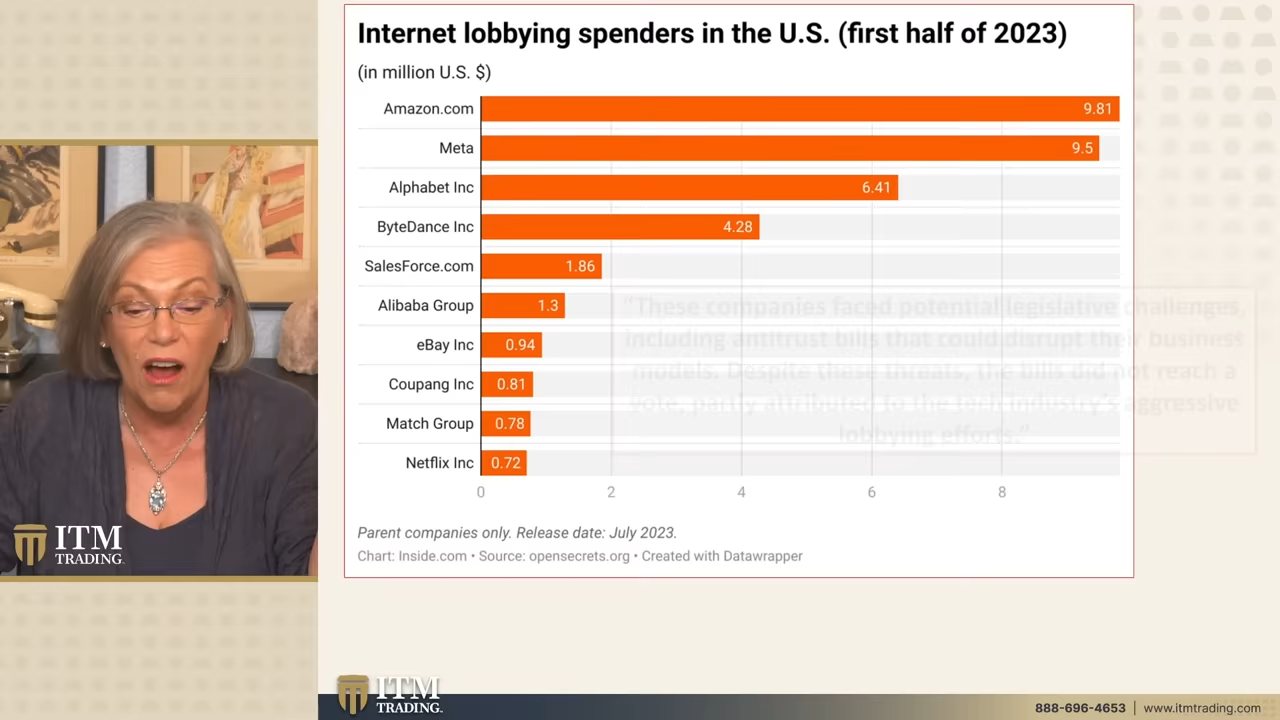 Internet lobbying spenders in the U.S. (first half of 2023)
(in million U.S. $)
Amazon.com 9.81
Meta 9.5
Alphabet Inc 6.41
ByteDance Inc 4.28
SalesForce.com 1.86
Alibaba Group 1.3
eBay Inc 0.94
Coupang Inc 0.81
Match Group 0.78
Netflix Inc 0.72
0 2 4 6 8
"These companies faced potential legislative challenges,
including antitrust bills that could disrupt their business
models. Despite these threats, the bills did not reach a
vote, partly attributed to the tech industry's aggressive
lobbying efforts."
Parent companies only. Release date: July 2023.
Chart: Inside.com • Source: opensecrets.org • Created with Datawrapper
ITM
TRADING
ITM
TRADING
888-696-4653 | www.itmtrading.com